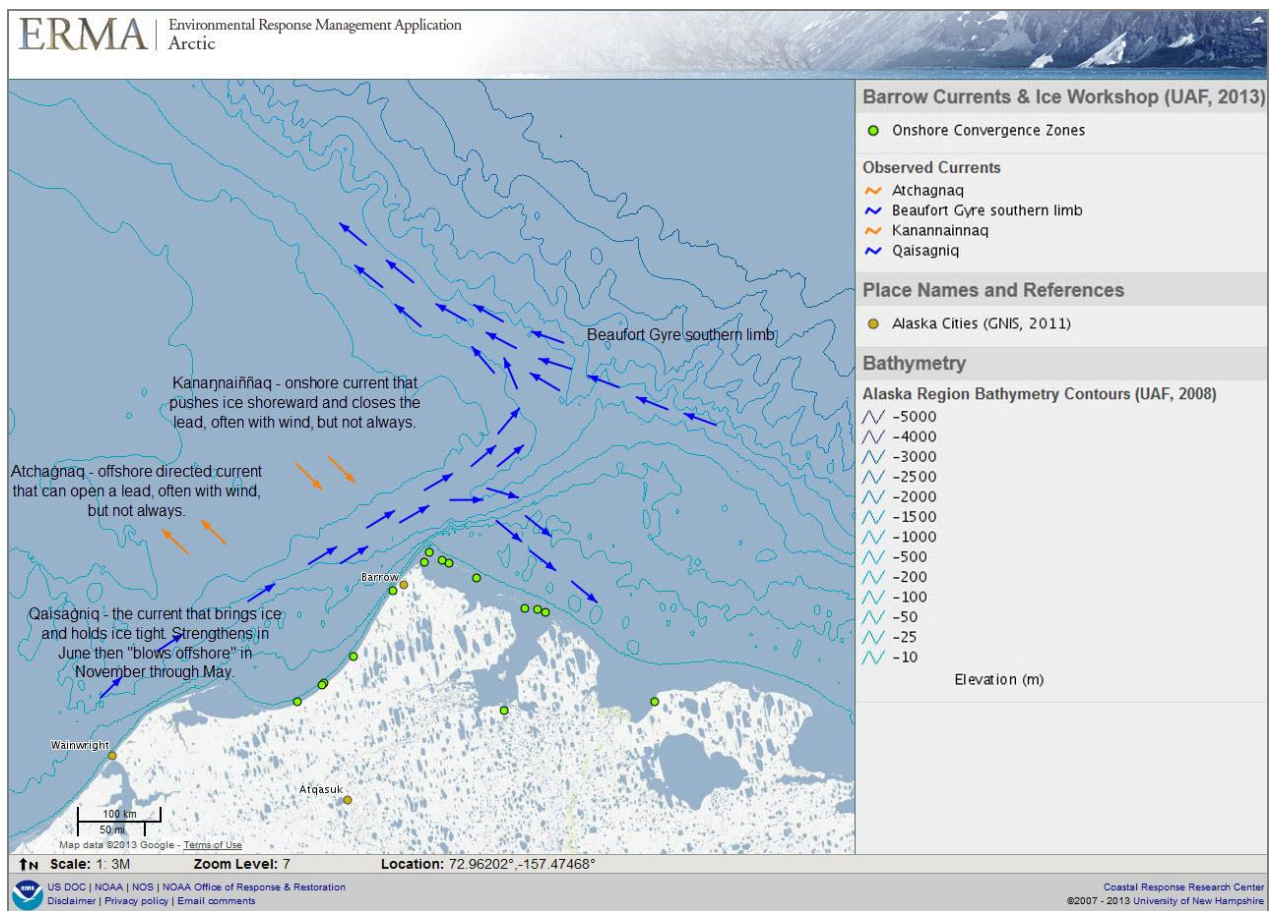 ERMA
Environmental Response Management Application
Arctic
Beaufort Gyre southern limb
Kanaŋnaiññaq - onshore current that
pushes ice shoreward and closes the
lead, often with wind, but not always.
Atchagnaq - offshore directed current
that can open a lead, often with wind,
but not always.
Qaisaġniq - the current that brings ice
and holds ice tight. Strengthens in
June then "blows offshore" in
November through May.
Barrow
Wainwright
Atqasuk
100 km
50 mi
Map data ©2013 Google - Terms of Use
Barrow Currents & Ice Workshop (UAF, 2013)
Onshore Convergence Zones
Observed Currents
Atchagnaq
Beaufort Gyre southern limb
Kanannainnaq
Qaisagniq
Place Names and References
Alaska Cities (GNIS, 2011)
Bathymetry
Alaska Region Bathymetry Contours (UAF, 2008)
-5000
-4000
-3000
-2500
-2000
-1500
-1000
-500
-200
-100
-50
-25
-10
Elevation (m)
N Scale: 1: 3M Zoom Level: 7 Location: 72.96202°,-157.47468°
US DOC | NOAA | NOS | NOAA Office of Response & Restoration
Disclaimer | Privacy policy | Email comments
Coastal Response Research Center
©2007 - 2013 University of New Hampshire